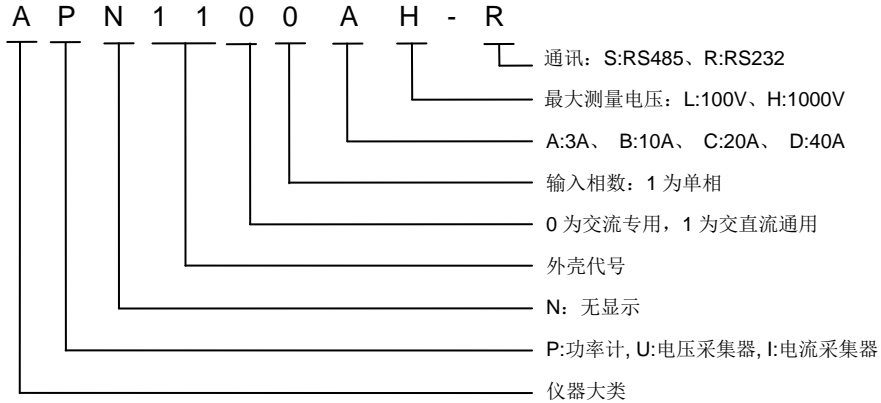 A P N 1 1 0 0 A H - R
通讯：S:RS485、R:RS232
最大测量电压：L:100V、H:1000V
A:3A、 B:10A、 C:20A、 D:40A
输入相数：1 为单相
0 为交流专用，1 为交直流通用
外壳代号
N：无显示
P:功率计, U:电压采集器, I:电流采集器
仪器大类